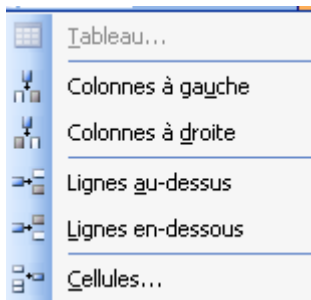 Tableau...
Colonnes à gauche
Colonnes à droite
Lignes au-dessus
Lignes en-dessous
Cellules...